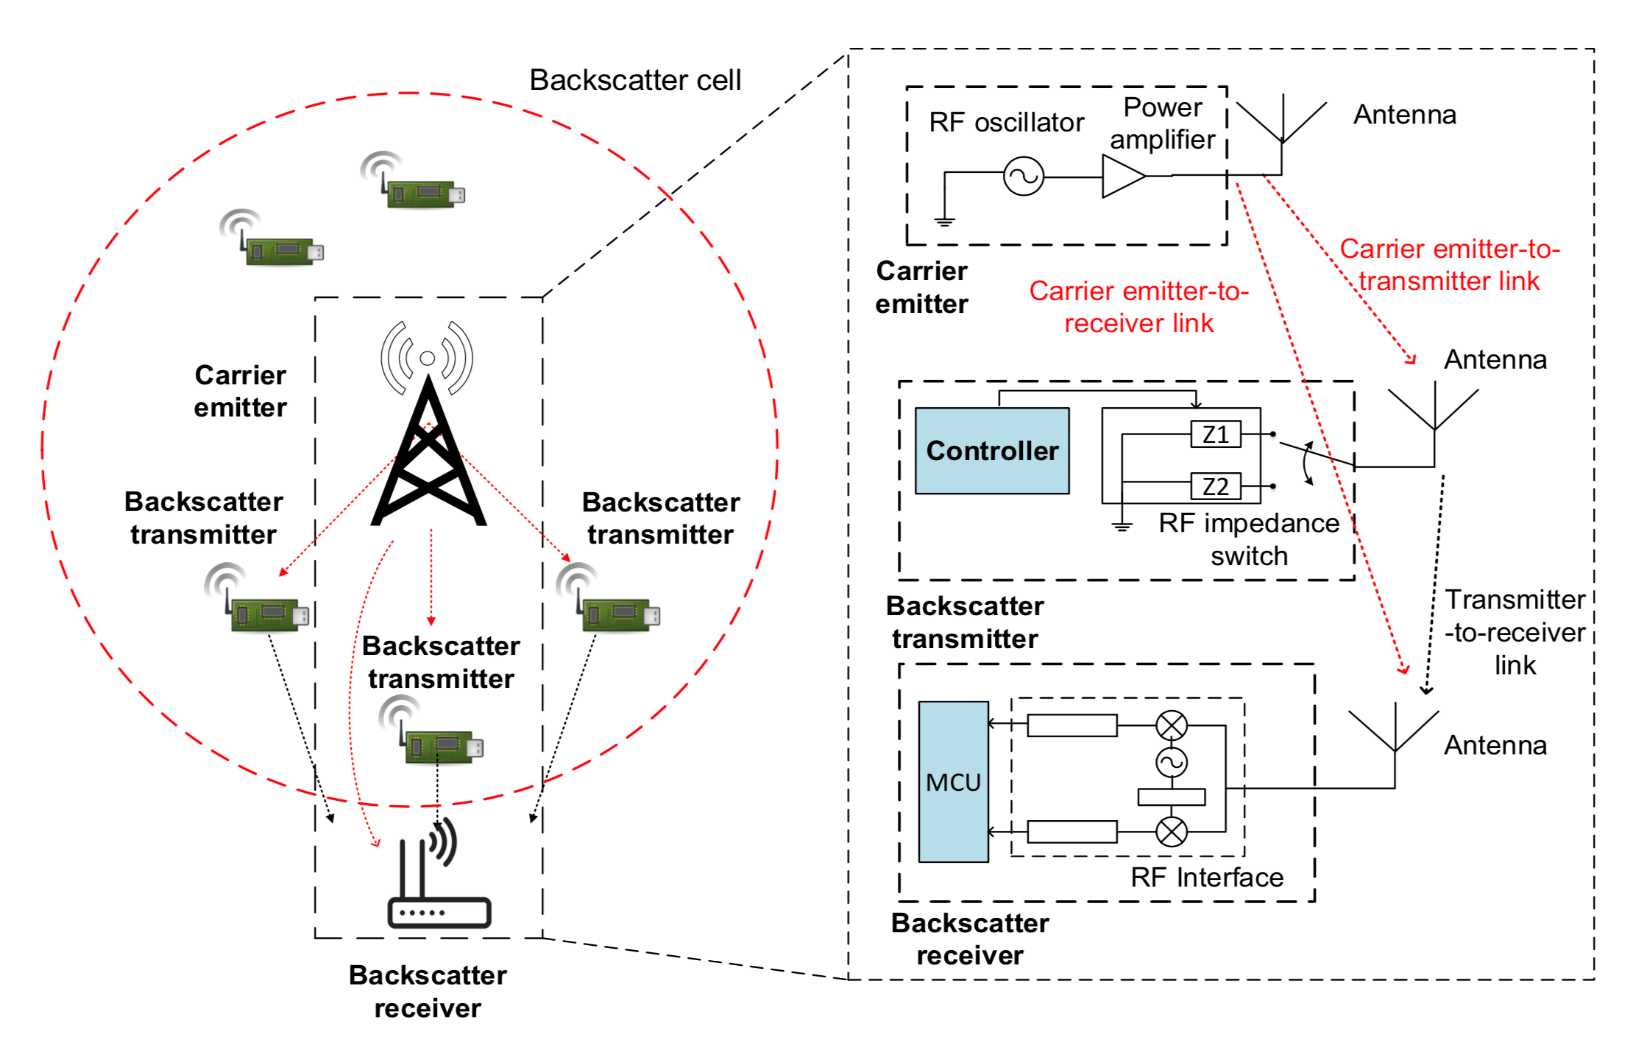 Backscatter cell
Carrier
emitter
Backscatter
transmitter
Backscatter
transmitter
Backscatter
transmitter
Backscatter
receiver
RF oscillator
Power
amplifier
Antenna
Carrier
emitter
Carrier emitter-to-
receiver link
Carrier emitter-to-
transmitter link
Antenna
Controller
Z1
Z2
RF impedance
switch
Backscatter
transmitter
Transmitter
-to-receiver
link
MCU
RF Interface
Antenna
Backscatter
receiver